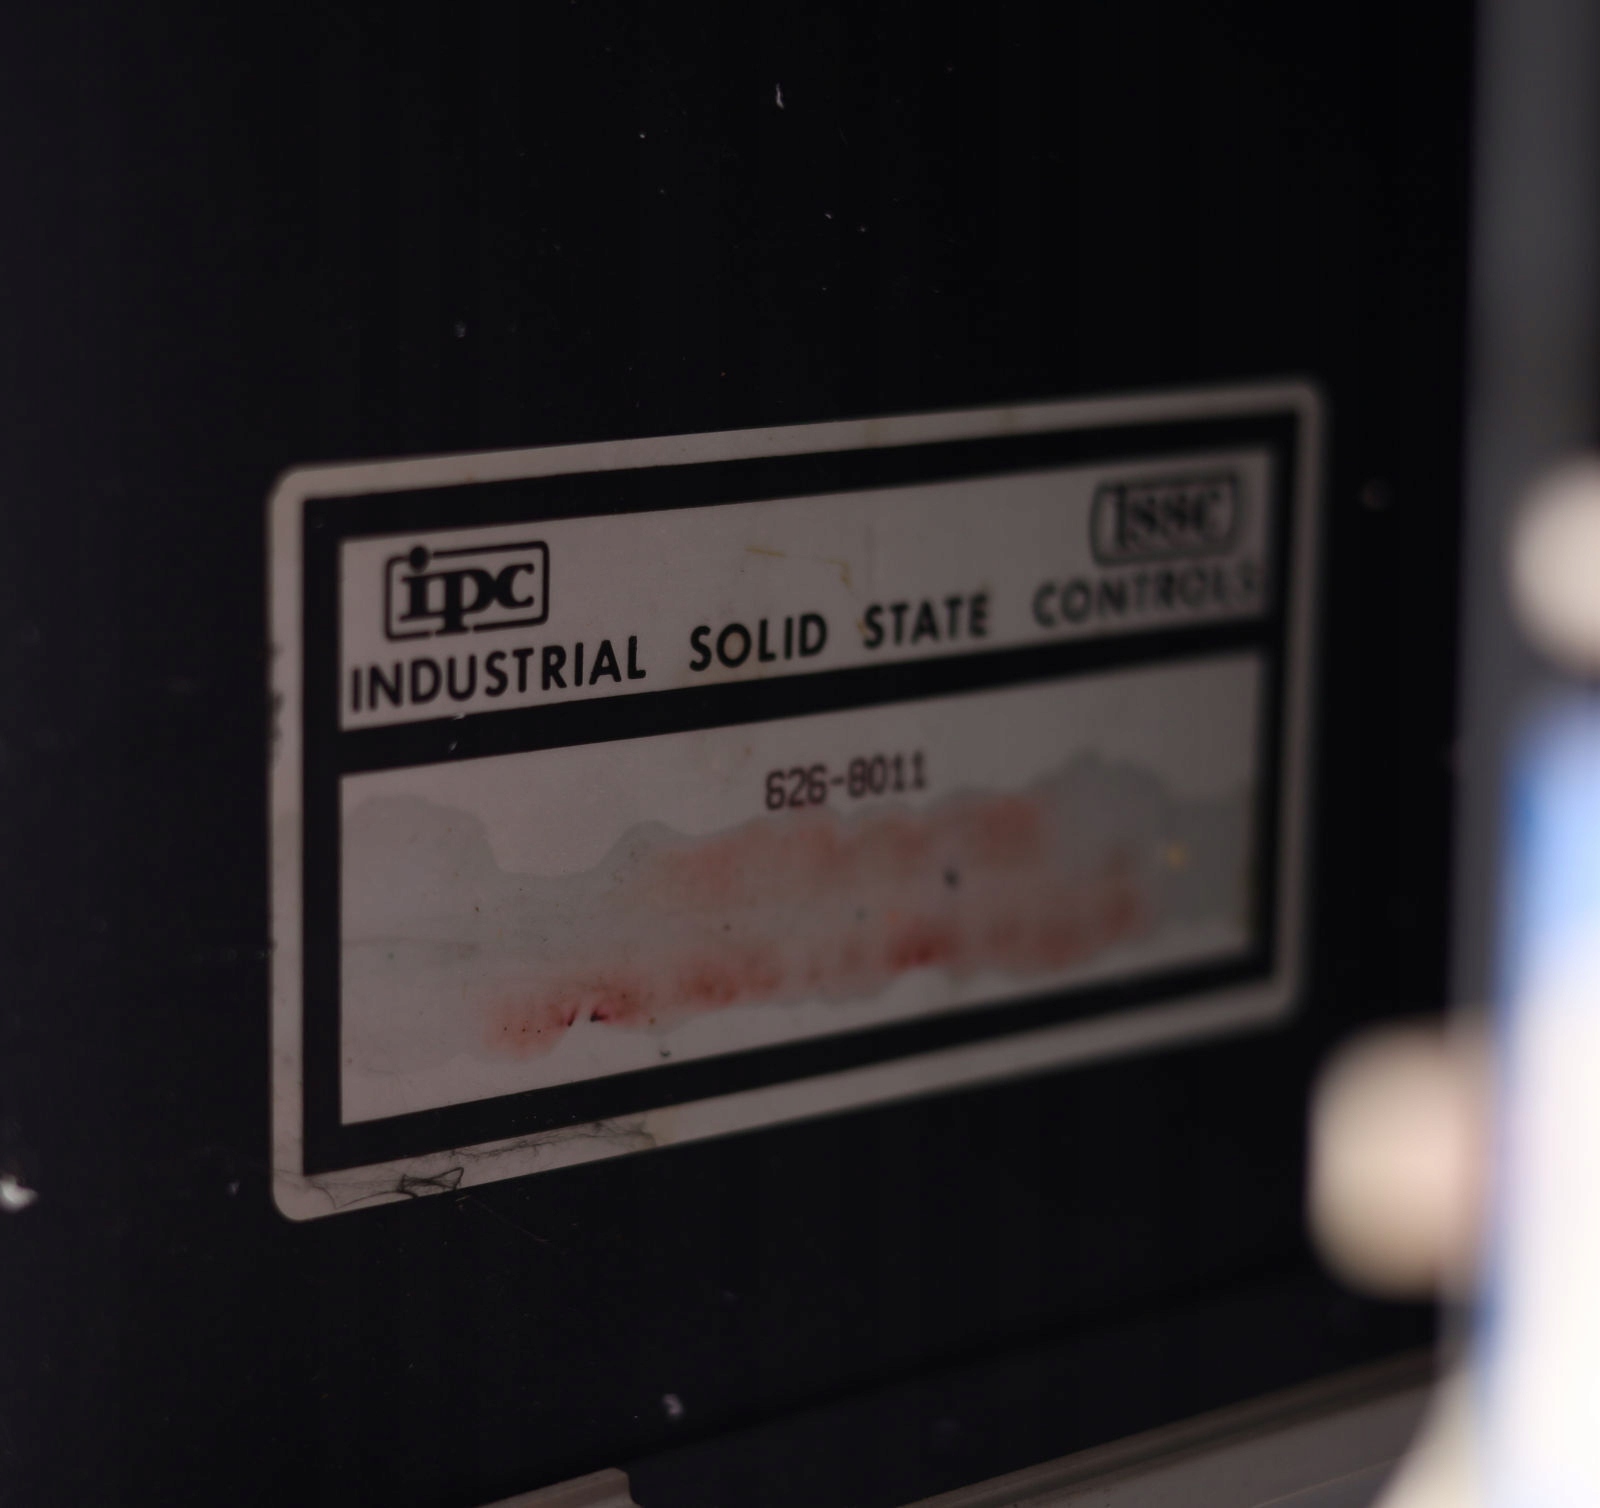 ipc
issc
INDUSTRIAL SOLID STATE CONTROLS
626-8011